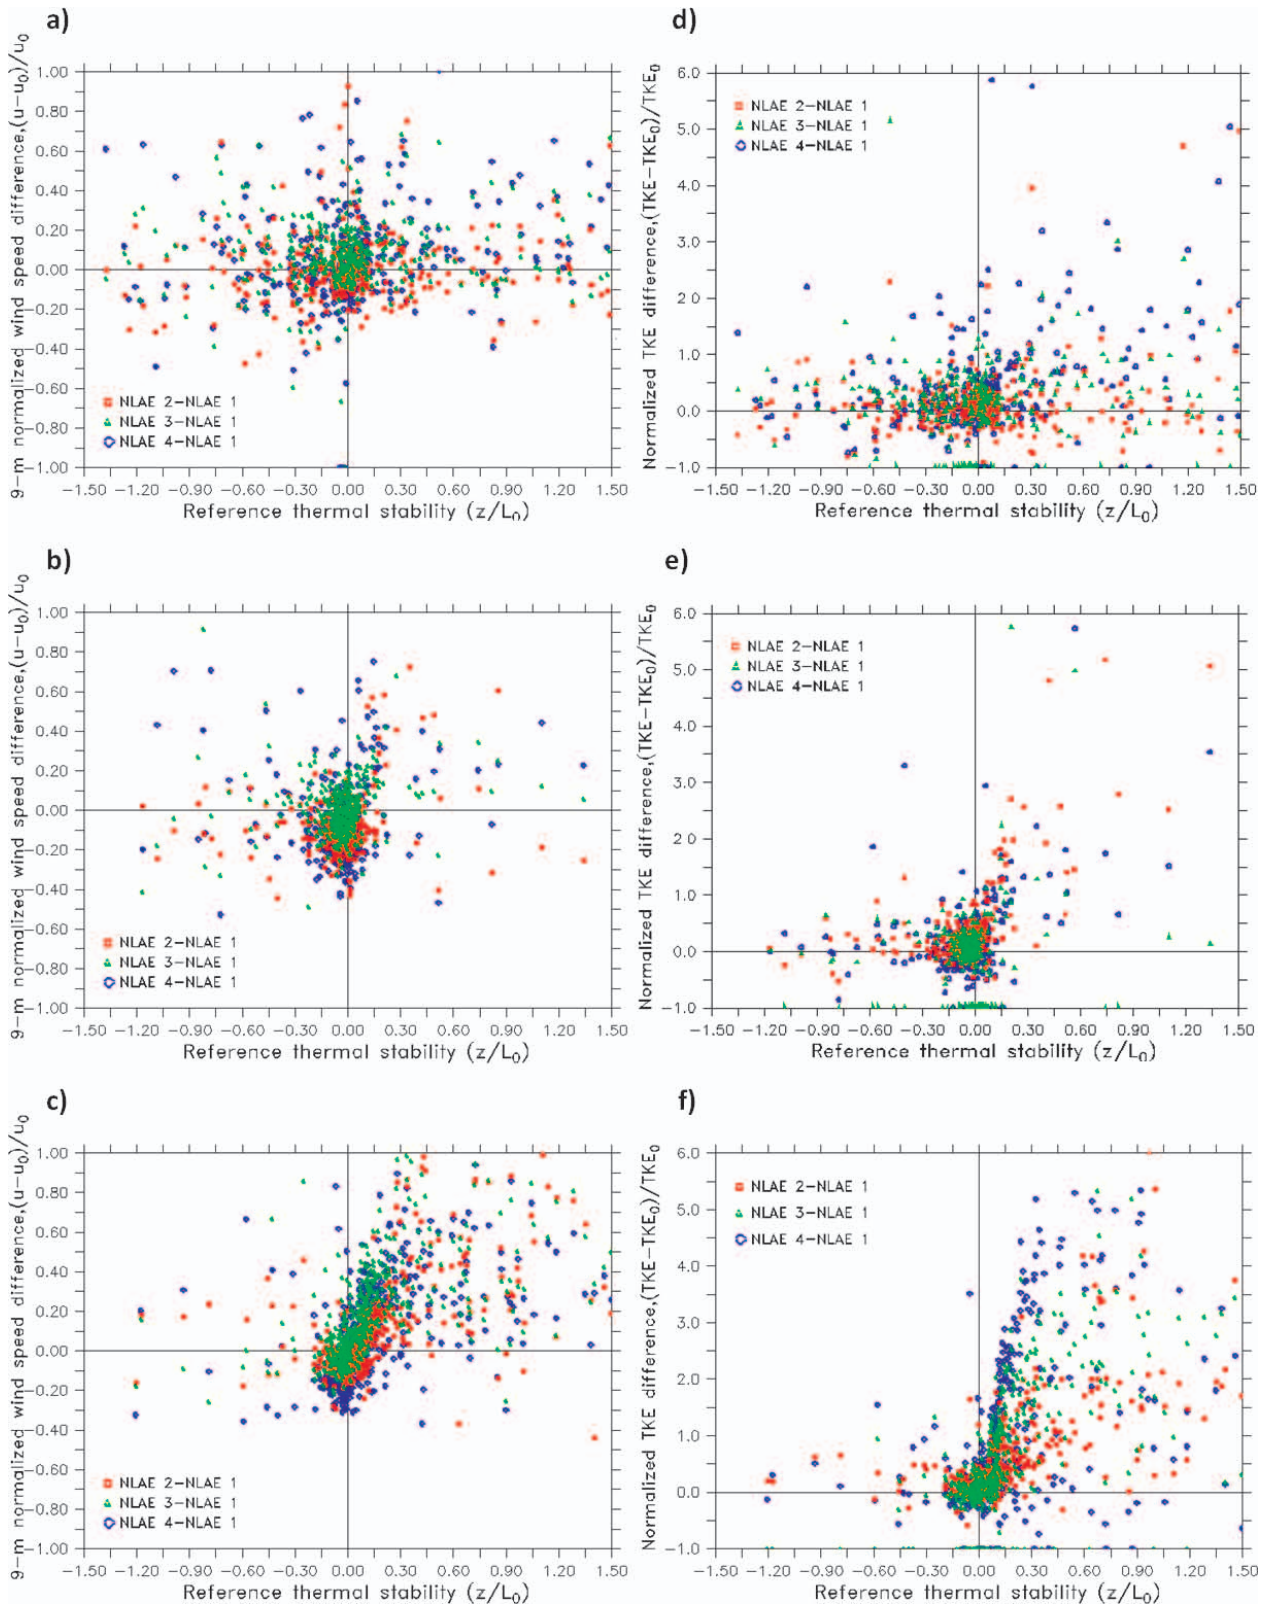 a)
9-m normalized wind speed difference,(u-u0)/u0
1.00
0.80
0.60
0.40
0.20
0.00
-0.20
-0.40
-0.60
-0.80
-1.00
NLAE 2-NLAE 1
NLAE 3-NLAE 1
NLAE 4-NLAE 1
-1.50 -1.20 -0.90 -0.60 -0.30 0.00 0.30 0.60 0.90 1.20 1.50
Reference thermal stability (z/L0)
d)
Normalized TKE difference,(TKE-TKE0)/TKE0
6.0
5.0
4.0
3.0
2.0
1.0
0.0
-1.0
NLAE 2-NLAE 1
NLAE 3-NLAE 1
NLAE 4-NLAE 1
-1.50 -1.20 -0.90 -0.60 -0.30 0.00 0.30 0.60 0.90 1.20 1.50
Reference thermal stability (z/L0)
b)
9-m normalized wind speed difference,(u-u0)/u0
1.00
0.80
0.60
0.40
0.20
0.00
-0.20
-0.40
-0.60
-0.80
-1.00
NLAE 2-NLAE 1
NLAE 3-NLAE 1
NLAE 4-NLAE 1
-1.50 -1.20 -0.90 -0.60 -0.30 0.00 0.30 0.60 0.90 1.20 1.50
Reference thermal stability (z/L0)
e)
Normalized TKE difference,(TKE-TKE0)/TKE0
6.0
5.0
4.0
3.0
2.0
1.0
0.0
-1.0
NLAE 2-NLAE 1
NLAE 3-NLAE 1
NLAE 4-NLAE 1
-1.50 -1.20 -0.90 -0.60 -0.30 0.00 0.30 0.60 0.90 1.20 1.50
Reference thermal stability (z/L0)
c)
9-m normalized wind speed difference,(u-u0)/u0
1.00
0.80
0.60
0.40
0.20
0.00
-0.20
-0.40
-0.60
-0.80
-1.00
NLAE 2-NLAE 1
NLAE 3-NLAE 1
NLAE 4-NLAE 1
-1.50 -1.20 -0.90 -0.60 -0.30 0.00 0.30 0.60 0.90 1.20 1.50
Reference thermal stability (z/L0)
f)
Normalized TKE difference,(TKE-TKE0)/TKE0
6.0
5.0
4.0
3.0
2.0
1.0
0.0
-1.0
NLAE 2-NLAE 1
NLAE 3-NLAE 1
NLAE 4-NLAE 1
-1.50 -1.20 -0.90 -0.60 -0.30 0.00 0.30 0.60 0.90 1.20 1.50
Reference thermal stability (z/L0)